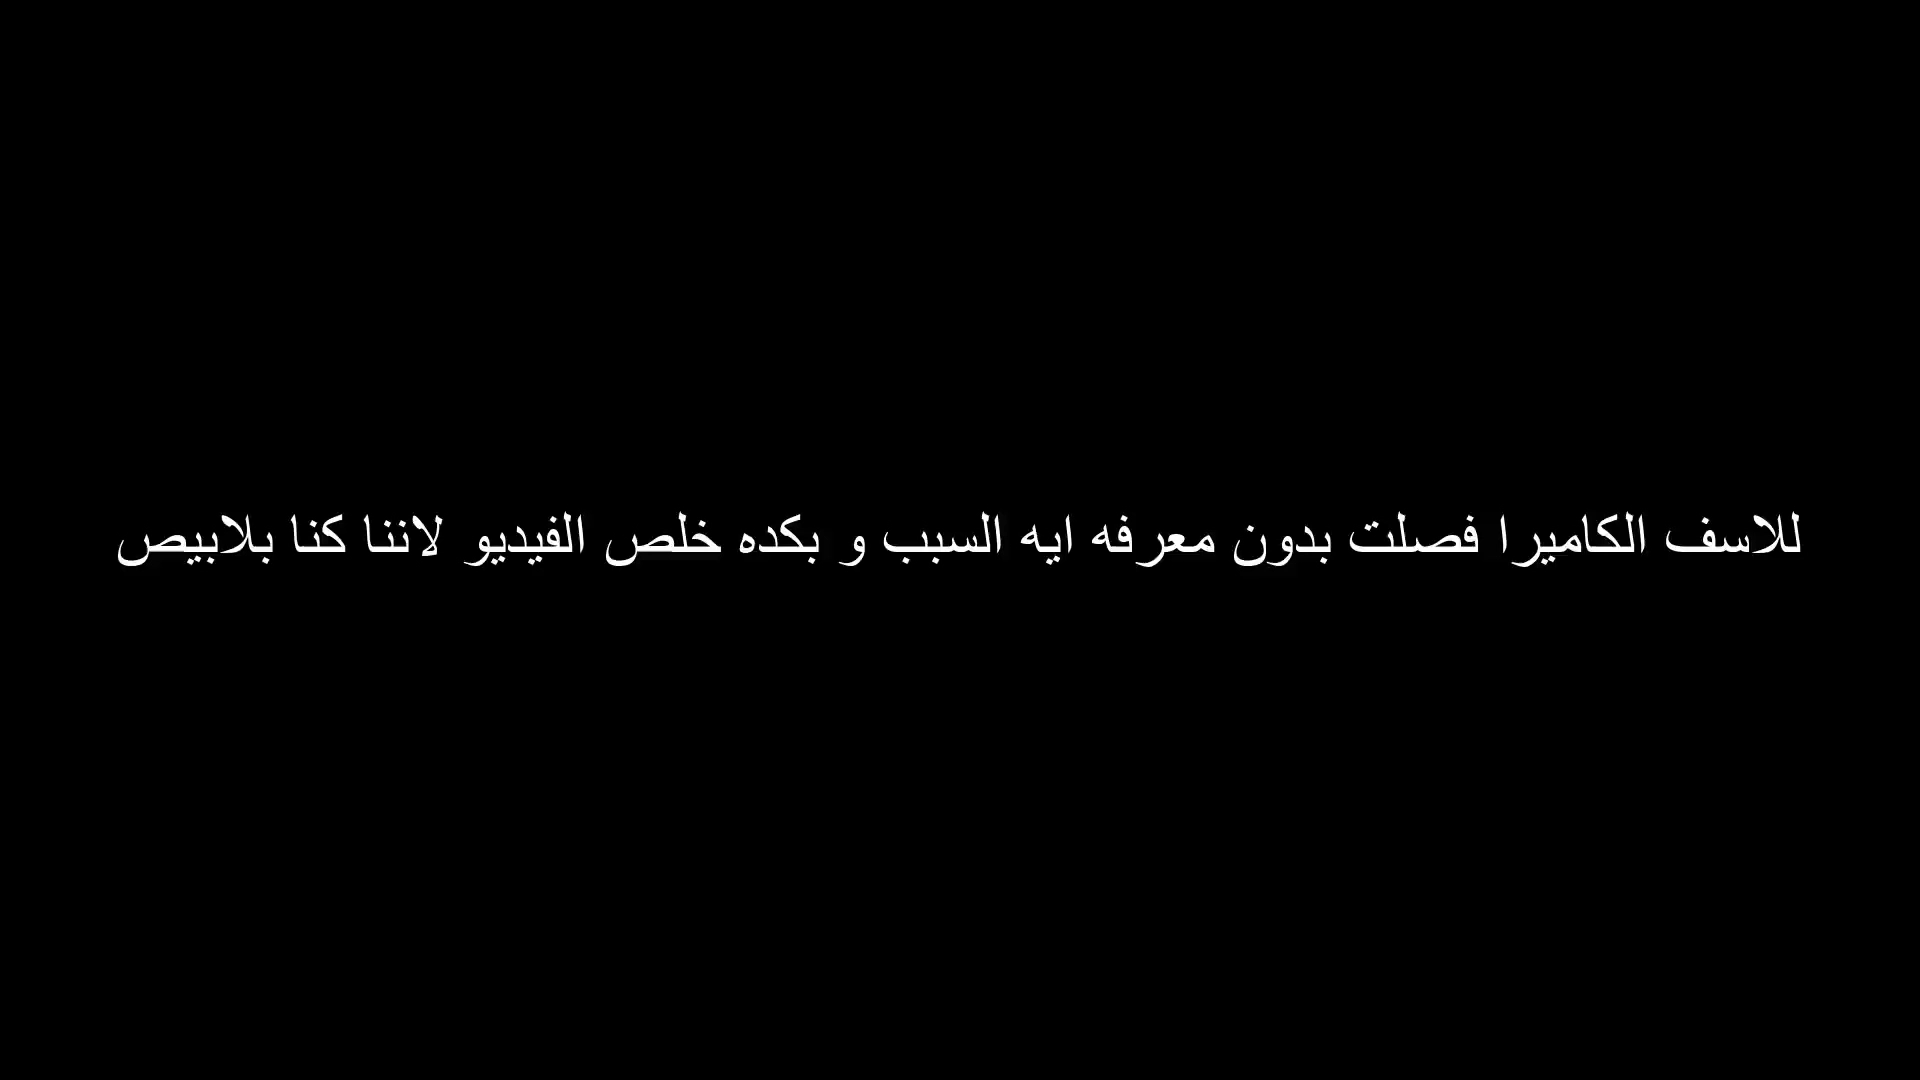 للاسف الكاميرا فصلت بدون معرفه ايه السبب و بكده خلص الفيديو لاننا كنا بلابيص